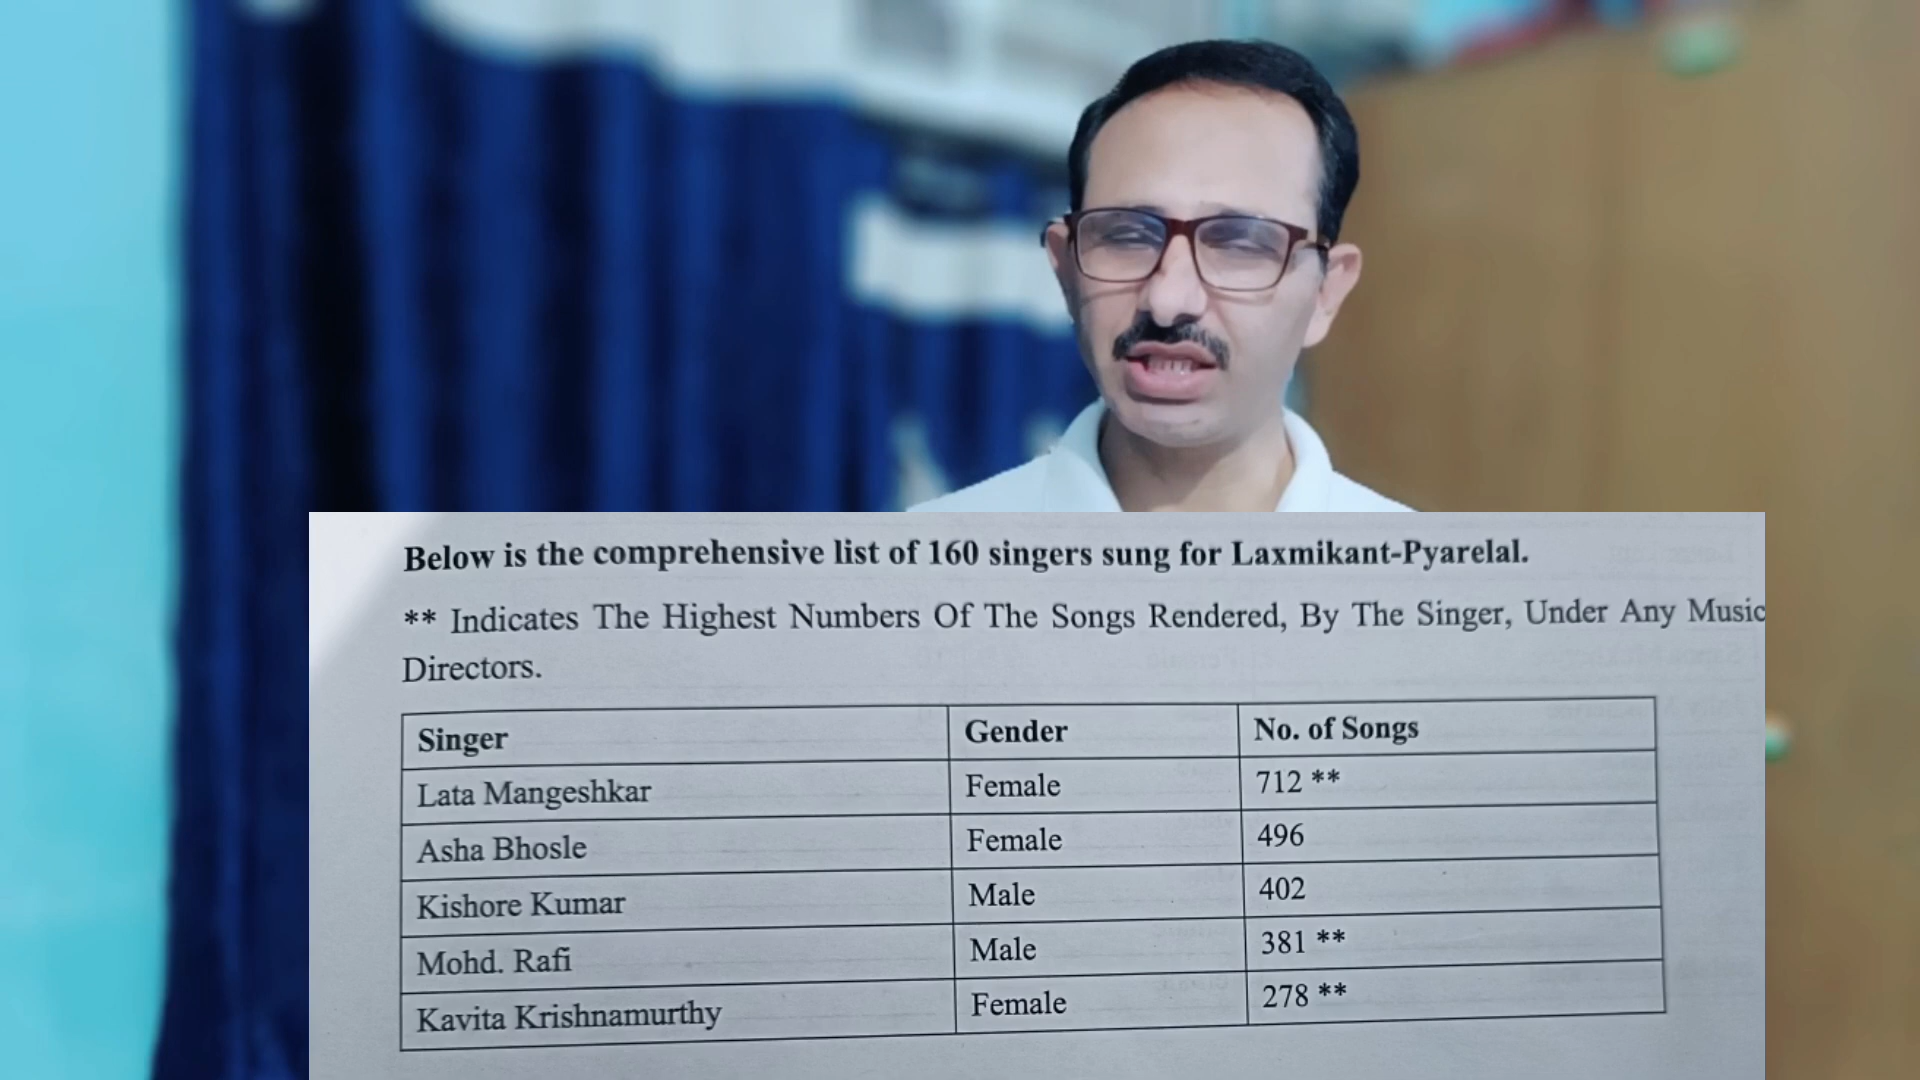 Below is the comprehensive list of 160 singers sung for Laxmikant-Pyarelal.
** Indicates The Highest Numbers Of The Songs Rendered, By The Singer, Under Any Music
Directors.
Singer Gender No. of Songs
Lata Mangeshkar Female 712 **
Asha Bhosle Female 496
Kishore Kumar Male 402
Mohd. Rafi Male 381 **
Kavita Krishnamurthy Female 278 **